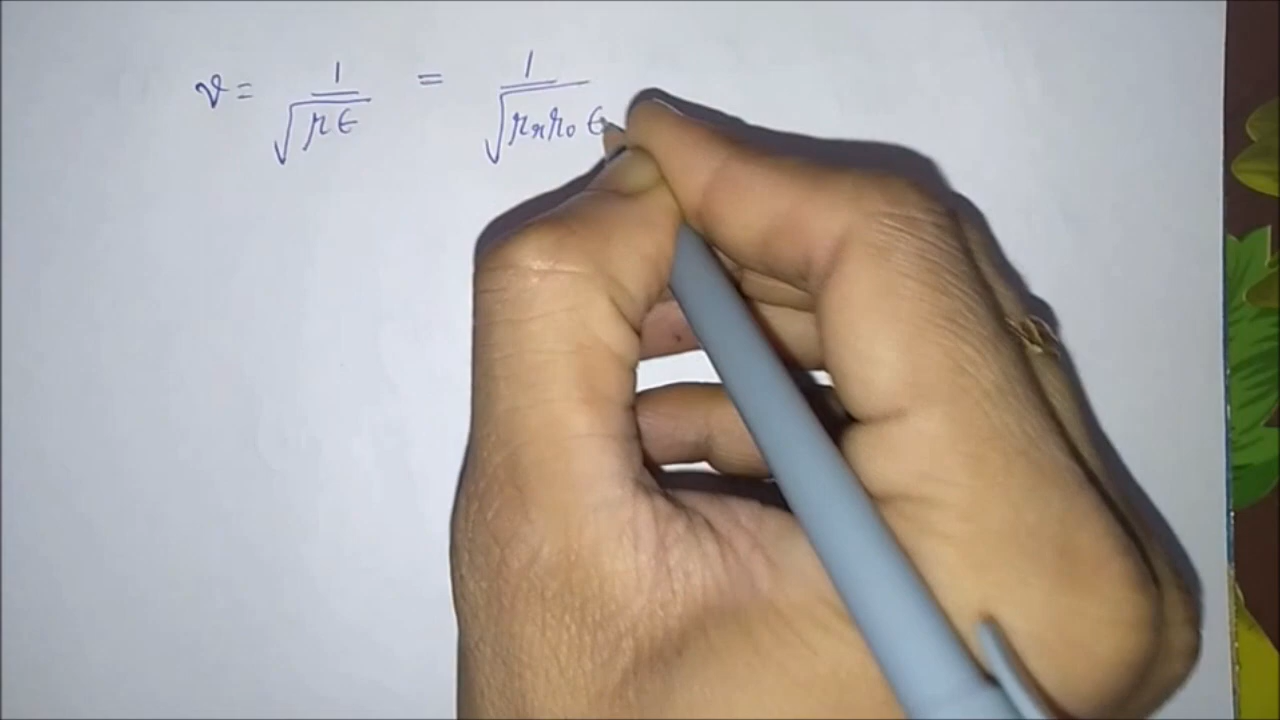 v = 1/√(με) = 1/√(μᵣμ₀ ε